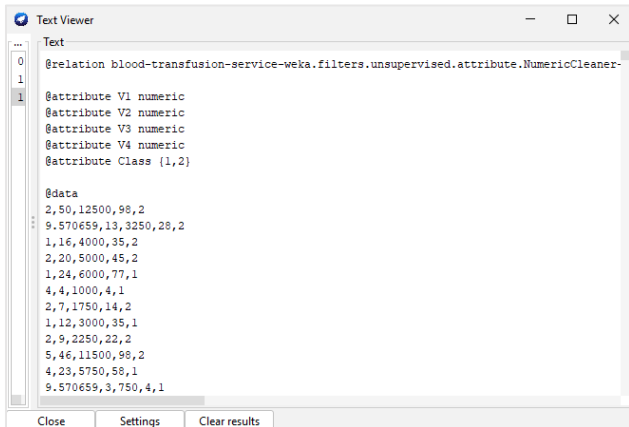 Text Viewer
...
Text
0
1
1
@relation blood-transfusion-service-weka.filters.unsupervised.attribute.NumericCleaner-
@attribute V1 numeric
@attribute V2 numeric
@attribute V3 numeric
@attribute V4 numeric
@attribute Class {1,2}
@data
2,50,12500,98,2
9.570659,13,3250,28,2
1,16,4000,35,2
2,20,5000,45,2
1,24,6000,77,1
4,4,1000,4,1
2,7,1750,14,2
1,12,3000,35,1
2,9,2250,22,2
5,46,11500,98,2
4,23,5750,58,1
9.570659,3,750,4,1
Close
Settings
Clear results